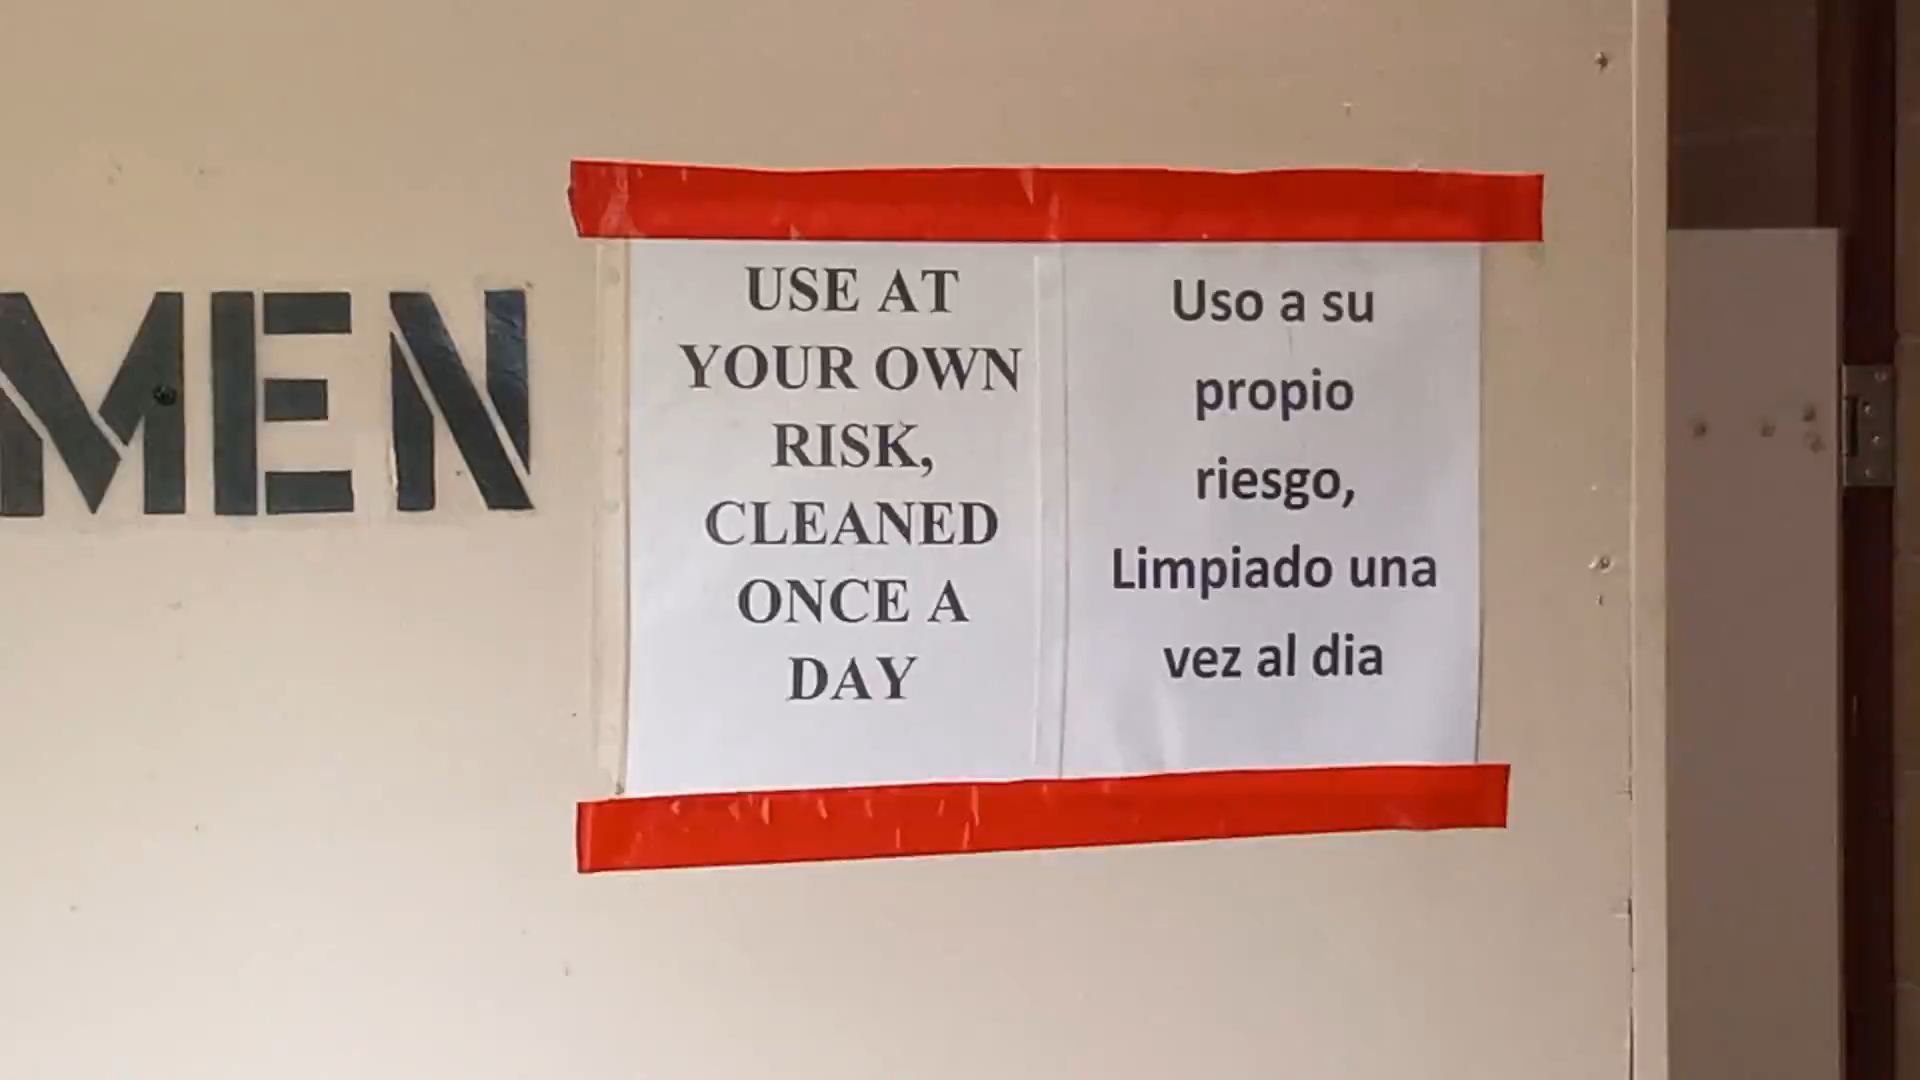 MEN
USE AT
YOUR OWN
RISK,
CLEANED
ONCE A
DAY
Uso a su
propio
riesgo,
Limpiado una
vez al dia